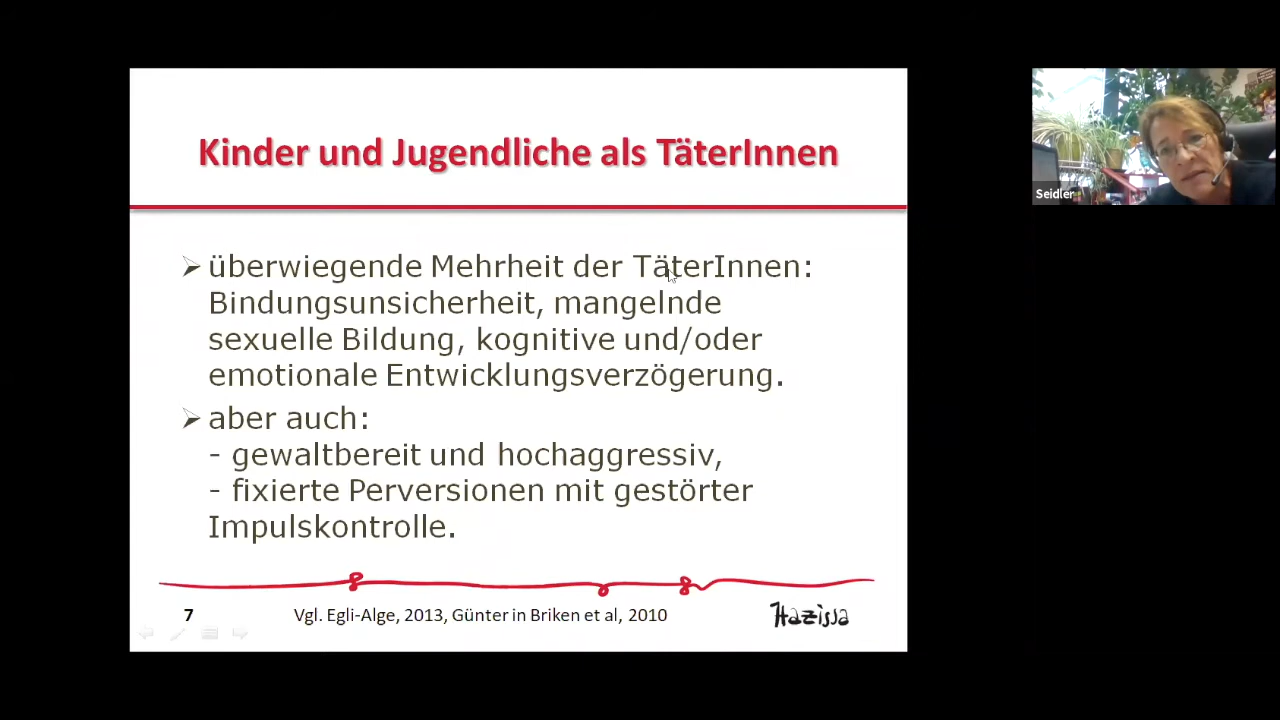 Kinder und Jugendliche als TäterInnen
überwiegende Mehrheit der TäterInnen:
Bindungsunsicherheit, mangelnde
sexuelle Bildung, kognitive und/oder
emotionale Entwicklungsverzögerung.
aber auch:
- gewaltbereit und hochaggressiv,
- fixierte Perversionen mit gestörter
Impulskontrolle.
7
Vgl. Egli-Alge, 2013, Günter in Briken et al, 2010
Hazissa
Seidler